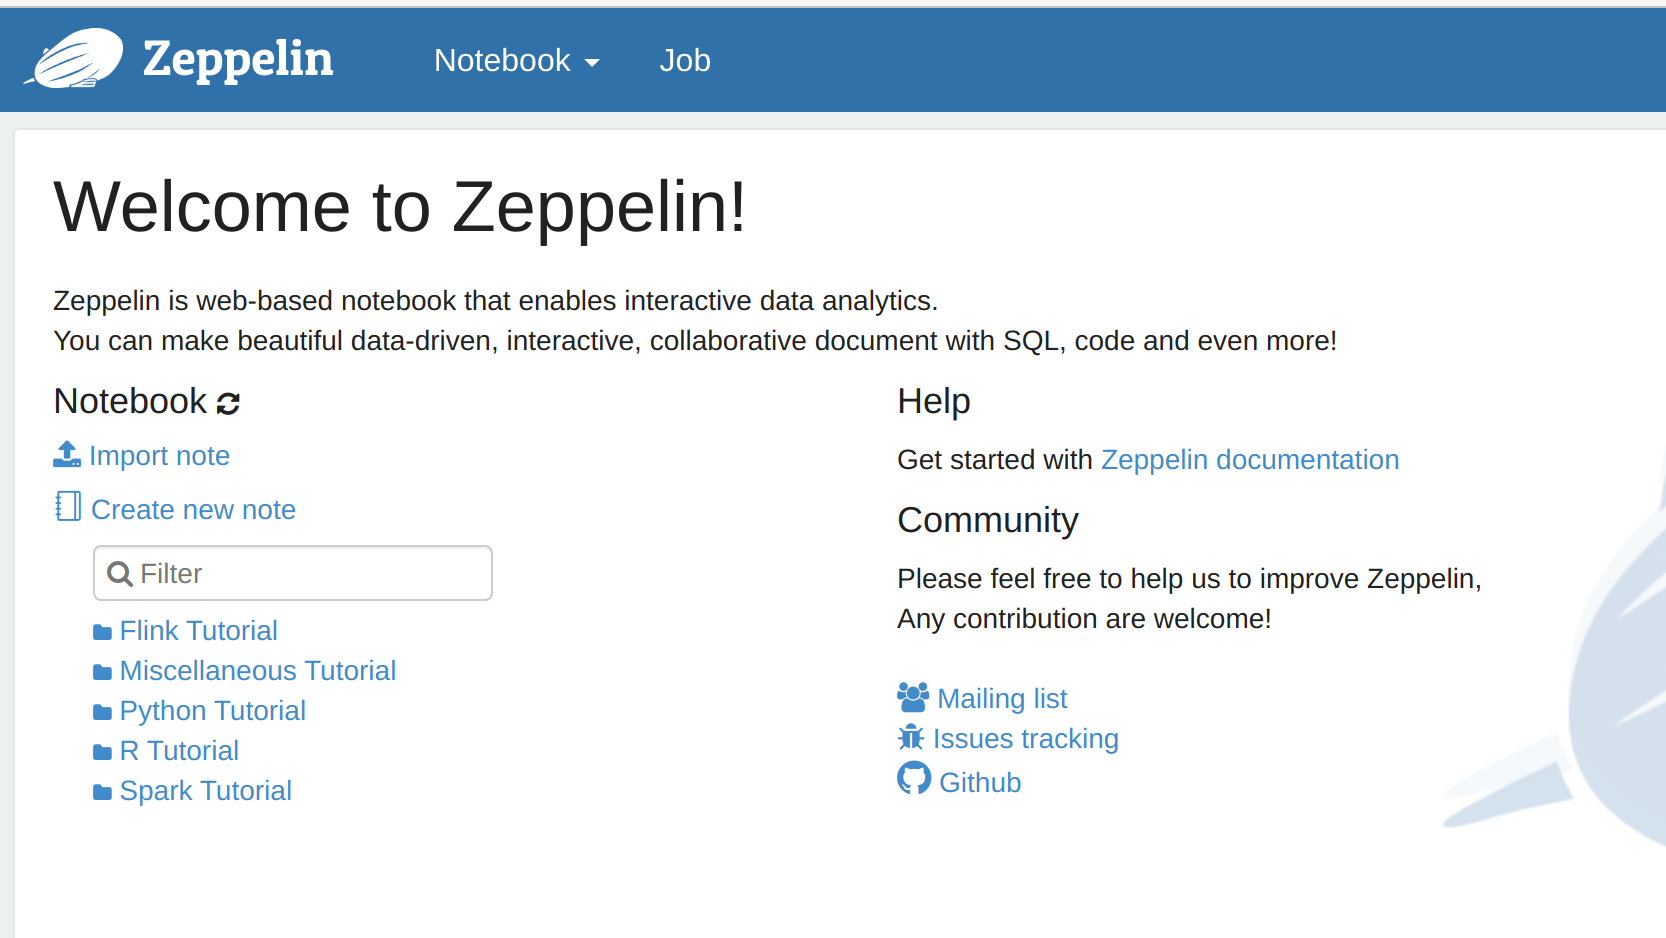 Zeppelin
Notebook
Job
Welcome to Zeppelin!
Zeppelin is web-based notebook that enables interactive data analytics.
You can make beautiful data-driven, interactive, collaborative document with SQL, code and even more!
Notebook
Import note
Create new note
Filter
Flink Tutorial
Miscellaneous Tutorial
Python Tutorial
R Tutorial
Spark Tutorial
Help
Get started with Zeppelin documentation
Community
Please feel free to help us to improve Zeppelin,
Any contribution are welcome!
Mailing list
Issues tracking
Github